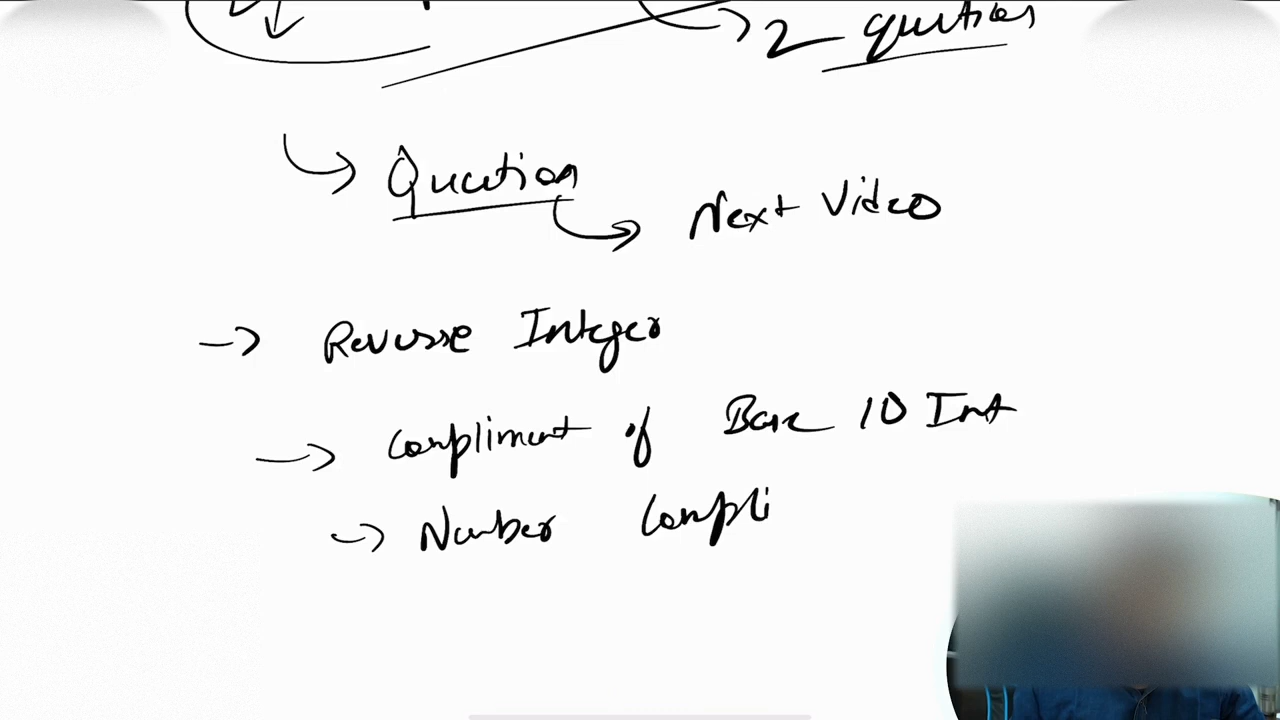 2 questions
Question
Next Video
Reverse Integer
Compliment of Base 10 Int
Number Compli